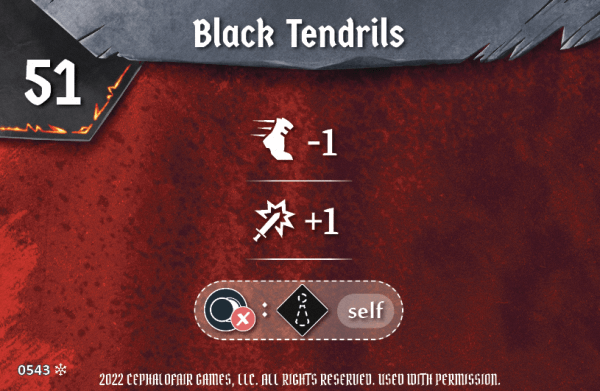 Black Tendrils
51
-1
+1
: self
0543
2022 CEPHALOFAIR GAMES, LLC. ALL RIGHTS RESERVED. USED WITH PERMISSION.